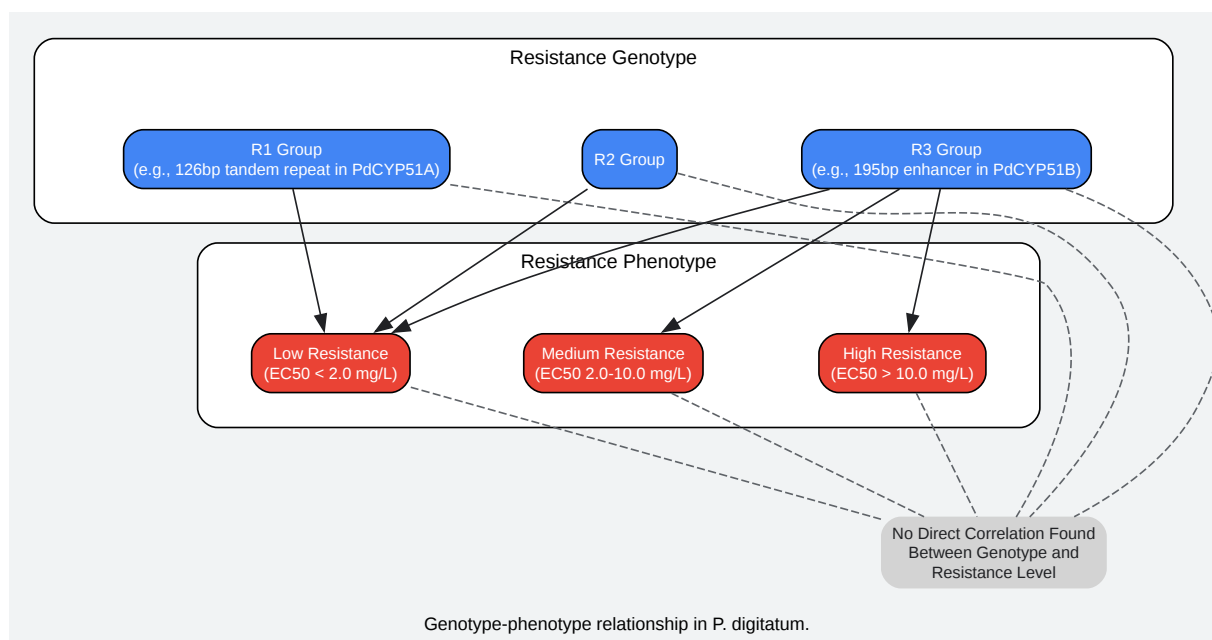 Resistance Genotype
R1 Group
(e.g., 126bp tandem repeat in PdCYP51A)
R2 Group
R3 Group
(e.g., 195bp enhancer in PdCYP51B)
Resistance Phenotype
Low Resistance
(EC50 < 2.0 mg/L)
Medium Resistance
(EC50 2.0-10.0 mg/L)
High Resistance
(EC50 > 10.0 mg/L)
No Direct Correlation Found
Between Genotype and
Resistance Level
Genotype-phenotype relationship in P. digitatum.